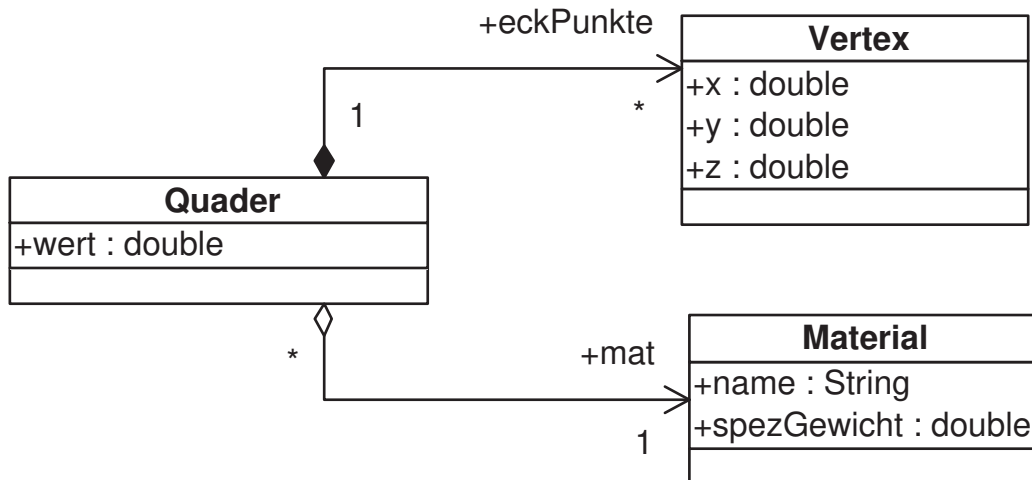 +eckPunkte
1
*
Vertex
+x : double
+y : double
+z : double
Quader
+wert : double
*
+mat
1
Material
+name : String
+spezGewicht : double